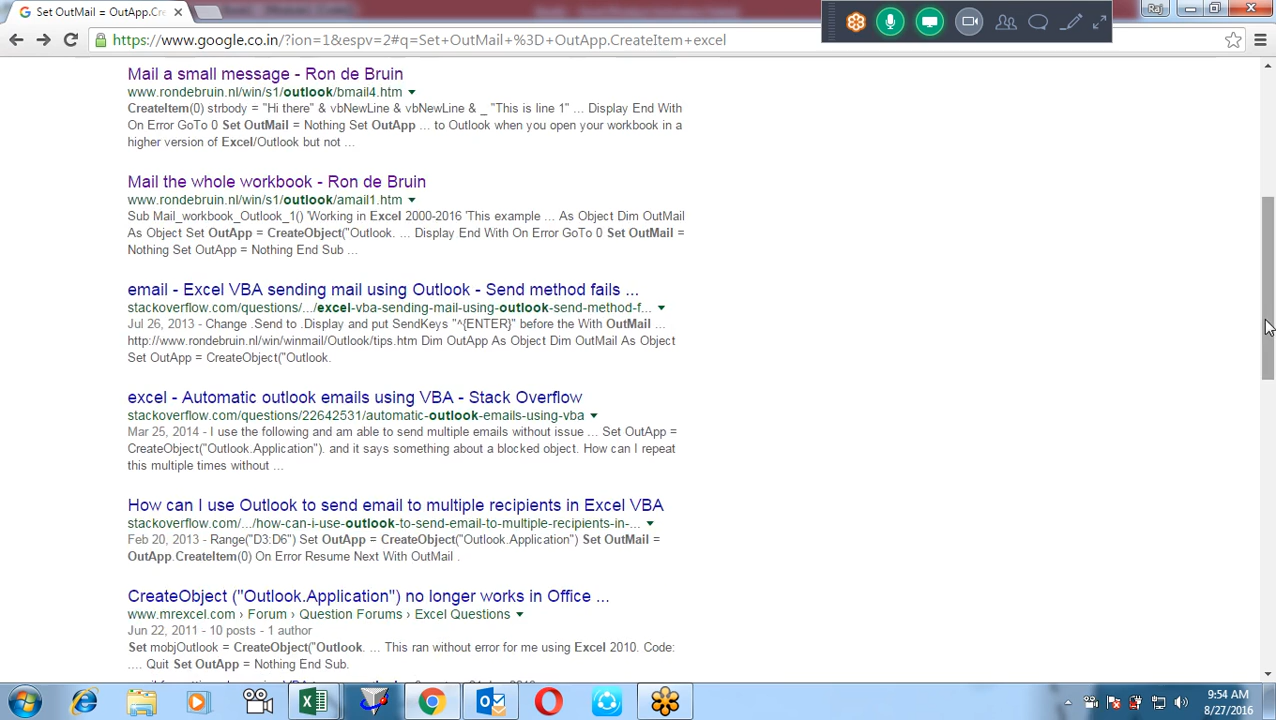 Set OutMail = OutApp.Cre
Raj
gle.co.in/
Set+OutMail+%3D+
App.CreateItem+excel
Mail a small message - Ron de Bruin
www.rondebruin.nl/win/s1/outlook/bmail4.htm
CreateItem(0) strbody = "Hi there" & vbNewLine & vbNewLine & _ "This is line 1" ... Display End With
On Error GoTo 0 Set OutMail = Nothing Set OutApp ... to Outlook when you open your workbook in a
higher version of Excel/Outlook but not ...
Mail the whole workbook - Ron de Bruin
www.rondebruin.nl/win/s1/outlook/amail1.htm
Sub Mail_workbook_Outlook_1() 'Working in Excel 2000-2016 'This example ... As Object Dim OutMail
As Object Set OutApp = CreateObject("Outlook. ... Display End With On Error GoTo 0 Set OutMail =
Nothing Set OutApp = Nothing End Sub ...
email - Excel VBA sending mail using Outlook - Send method fails ...
stackoverflow.com/questions/.../excel-vba-sending-mail-using-outlook-send-method-f...
Jul 26, 2013 - Change .Send to .Display and put SendKeys "^{ENTER}" before the With OutMail ...
http://www.rondebruin.nl/win/winmail/Outlook/tips.htm Dim OutApp As Object Dim OutMail As Object
Set OutApp = CreateObject("Outlook.
excel - Automatic outlook emails using VBA - Stack Overflow
stackoverflow.com/questions/22642531/automatic-outlook-emails-using-vba
Mar 25, 2014 - I use the following and am able to send multiple emails without issue ... Set OutApp =
CreateObject("Outlook.Application"). and it says something about a blocked object. How can I repeat
this multiple times without ...
How can I use Outlook to send email to multiple recipients in Excel VBA
stackoverflow.com/.../how-can-i-use-outlook-to-send-email-to-multiple-recipients-in-...
Feb 20, 2013 - Range("D3:D6") Set OutApp = CreateObject("Outlook.Application") Set OutMail =
OutApp.CreateItem(0) On Error Resume Next With OutMail .
CreateObject ("Outlook.Application") no longer works in Office ...
www.mrexcel.com › Forum › Question Forums › Excel Questions
Jun 22, 2011 - 10 posts - 1 author
Set mobjOutlook = CreateObject("Outlook. ... This ran without error for me using Excel 2010. Code:
.... Quit Set OutApp = Nothing End Sub.
9:54 AM
8/27/2016